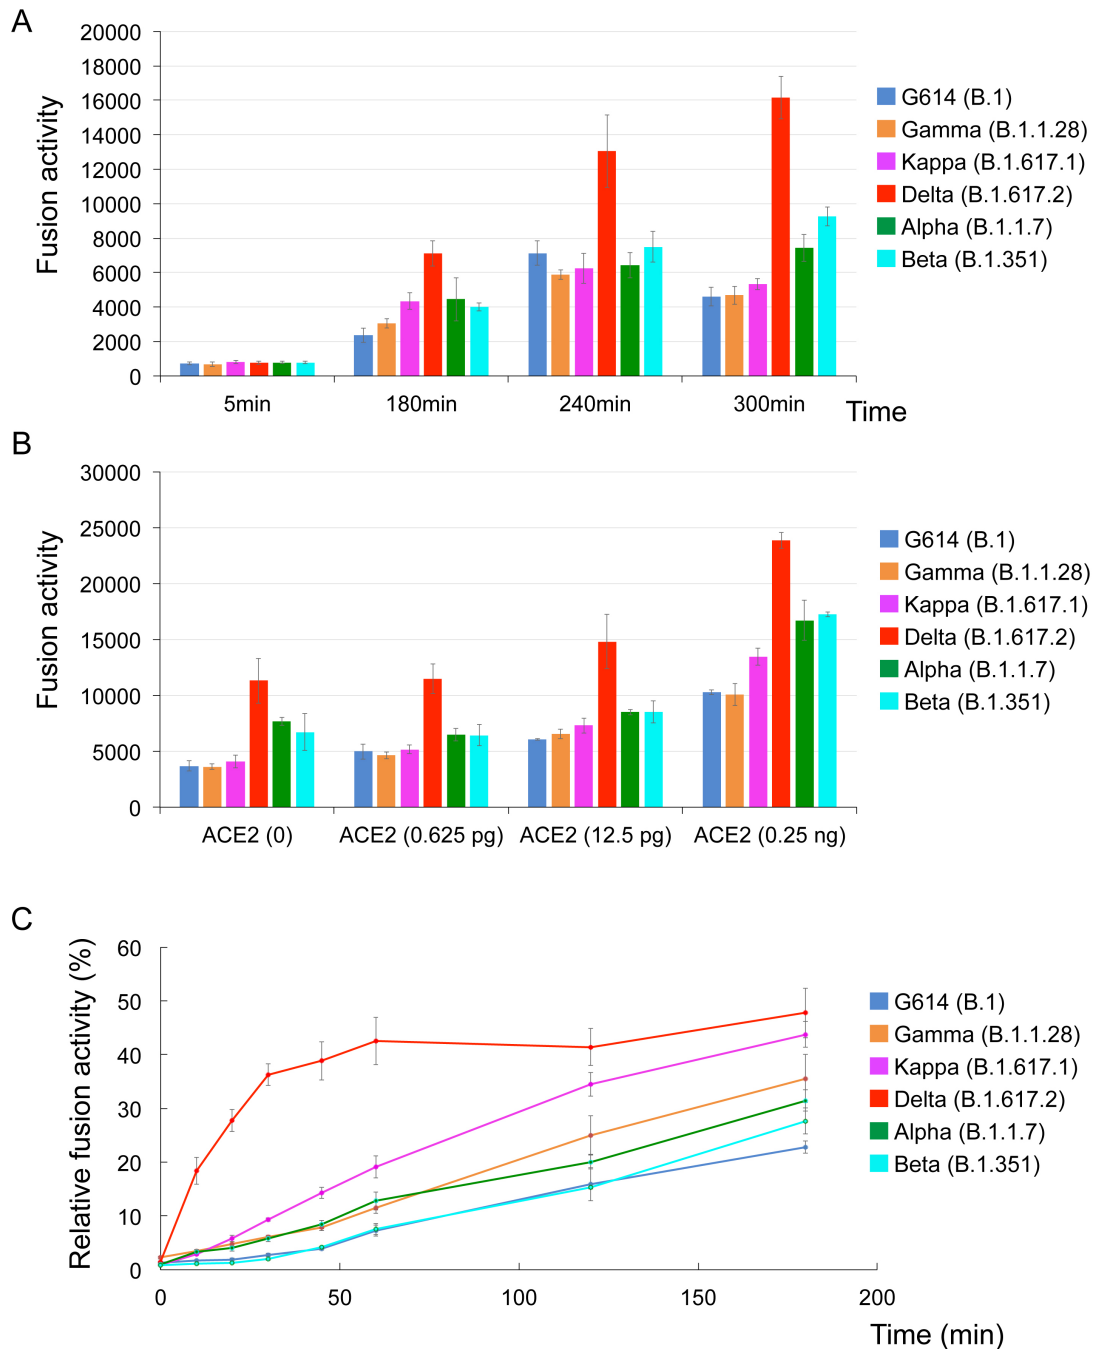 A
Fusion activity
20000
18000
16000
14000
12000
10000
8000
6000
4000
2000
0
5min
180min
240min
300min
Time
G614 (B.1)
Gamma (B.1.1.28)
Kappa (B.1.617.1)
Delta (B.1.617.2)
Alpha (B.1.1.7)
Beta (B.1.351)
B
Fusion activity
30000
25000
20000
15000
10000
5000
0
ACE2 (0)
ACE2 (0.625 pg)
ACE2 (12.5 pg)
ACE2 (0.25 ng)
G614 (B.1)
Gamma (B.1.1.28)
Kappa (B.1.617.1)
Delta (B.1.617.2)
Alpha (B.1.1.7)
Beta (B.1.351)
C
Relative fusion activity (%)
60
50
40
30
20
10
0
0
50
100
150
200
Time (min)
G614 (B.1)
Gamma (B.1.1.28)
Kappa (B.1.617.1)
Delta (B.1.617.2)
Alpha (B.1.1.7)
Beta (B.1.351)